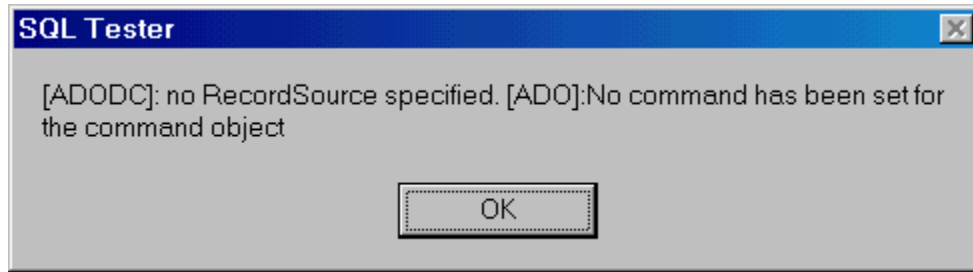 SQL Tester
[ADODC]: no RecordSource specified. [ADO]:No command has been set for
the command object
OK